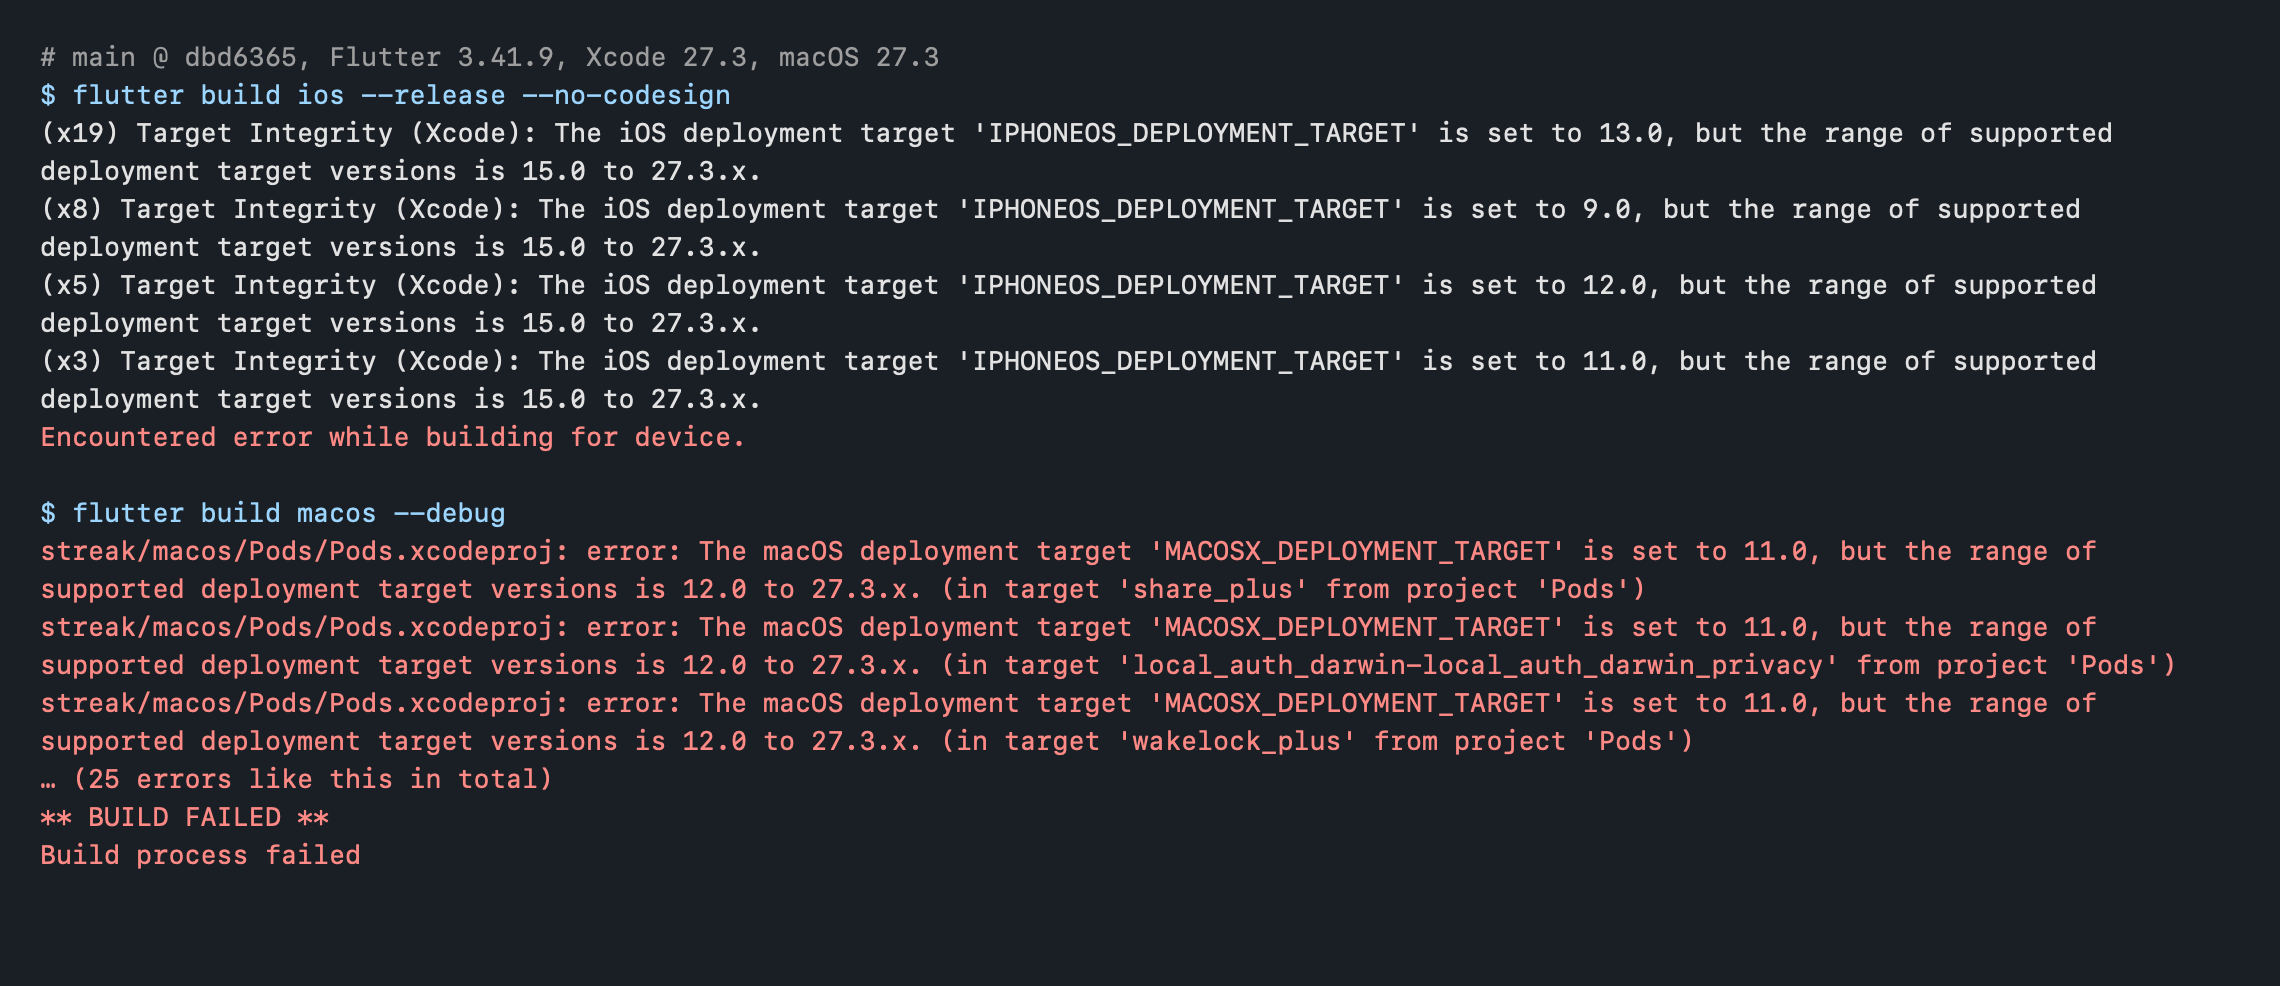 # main @ dbd6365, Flutter 3.41.9, Xcode 27.3, macOS 27.3
$ flutter build ios --release --no-codesign
(x19) Target Integrity (Xcode): The iOS deployment target 'IPHONEOS_DEPLOYMENT_TARGET' is set to 13.0, but the range of supported
deployment target versions is 15.0 to 27.3.x.
(x8) Target Integrity (Xcode): The iOS deployment target 'IPHONEOS_DEPLOYMENT_TARGET' is set to 9.0, but the range of supported
deployment target versions is 15.0 to 27.3.x.
(x5) Target Integrity (Xcode): The iOS deployment target 'IPHONEOS_DEPLOYMENT_TARGET' is set to 12.0, but the range of supported
deployment target versions is 15.0 to 27.3.x.
(x3) Target Integrity (Xcode): The iOS deployment target 'IPHONEOS_DEPLOYMENT_TARGET' is set to 11.0, but the range of supported
deployment target versions is 15.0 to 27.3.x.
Encountered error while building for device.
$ flutter build macos --debug
streak/macos/Pods/Pods.xcodeproj: error: The macOS deployment target 'MACOSX_DEPLOYMENT_TARGET' is set to 11.0, but the range of
supported deployment target versions is 12.0 to 27.3.x. (in target 'share_plus' from project 'Pods')
streak/macos/Pods/Pods.xcodeproj: error: The macOS deployment target 'MACOSX_DEPLOYMENT_TARGET' is set to 11.0, but the range of
supported deployment target versions is 12.0 to 27.3.x. (in target 'local_auth_darwin-local_auth_darwin_privacy' from project 'Pods')
streak/macos/Pods/Pods.xcodeproj: error: The macOS deployment target 'MACOSX_DEPLOYMENT_TARGET' is set to 11.0, but the range of
supported deployment target versions is 12.0 to 27.3.x. (in target 'wakelock_plus' from project 'Pods')
… (25 errors like this in total)
** BUILD FAILED **
Build process failed